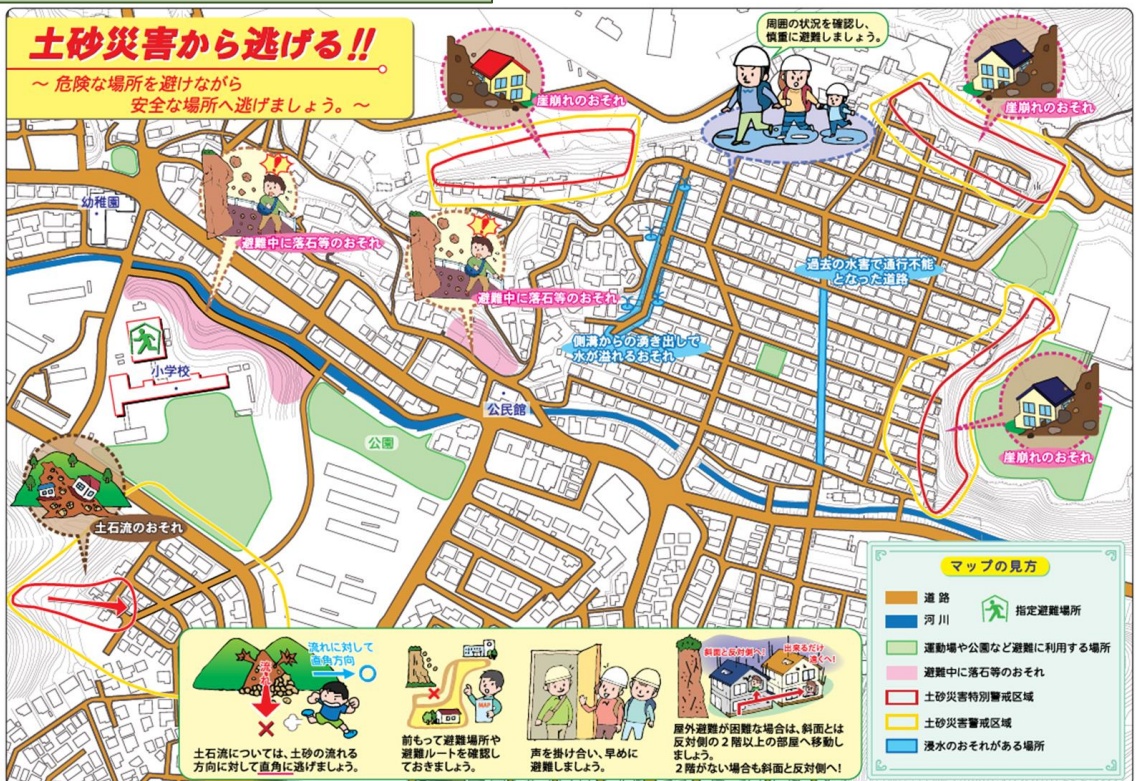 土砂災害から逃げる!!
～ 危険な場所を避けながら
安全な場所へ逃げましょう。～
周囲の状況を確認し、
慎重に避難しましょう。
崖崩れのおそれ
崖崩れのおそれ
幼稚園
避難中に落石等のおそれ
避難中に落石等のおそれ
過去の水害で通行不能
となった道路
側溝からの湧き出しで
水が溢れるおそれ
小学校
公民館
公園
崖崩れのおそれ
土石流のおそれ
マップの見方
道 路
河 川
指定避難場所
運動場や公園など避難に利用する場所
避難中に落石等のおそれ
土砂災害特別警戒区域
土砂災害警戒区域
浸水のおそれがある場所
流れに対して
直角方向
流れ
土石流については、土砂の流れる
方向に対して直角に逃げましょう。
MAP
前もって避難場所や
避難ルートを確認し
ておきましょう。
声を掛け合い、早めに
避難しましょう。
斜面と反対側へ!
出来るだけ
遠くへ!
屋外避難が困難な場合は、斜面とは
反対側の2階以上の部屋へ移動し
ましょう。
2階がない場合も斜面と反対側へ!